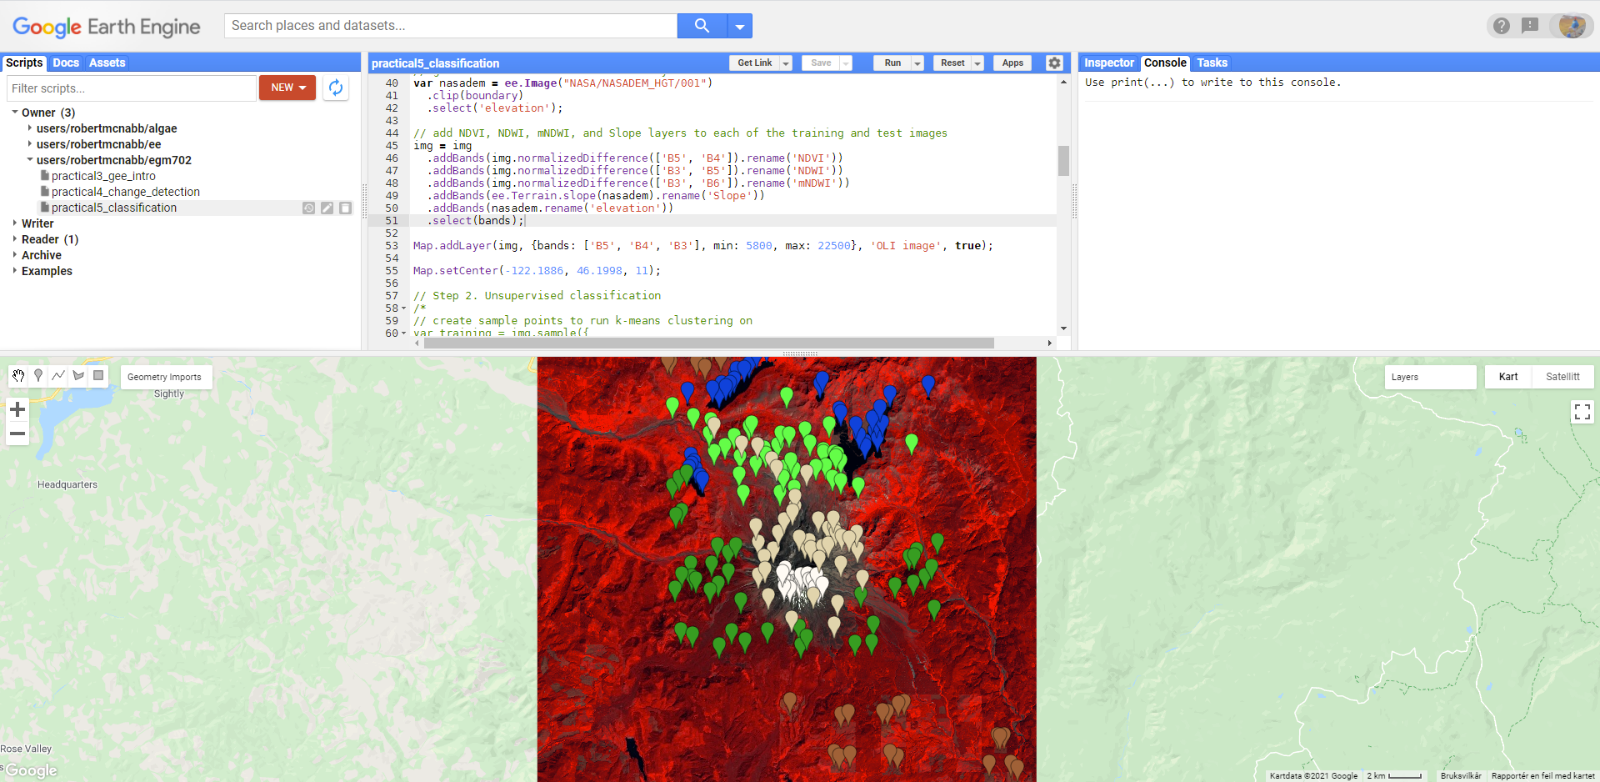 Google Earth Engine
Search places and datasets...
Scripts Docs Assets
Filter scripts...
NEW
Owner (3)
users/robertmcnabb/algae
users/robertmcnabb/ee
users/robertmcnabb/egm702
practical3_gee_intro
practical4_change_detection
practical5_classification
Writer
Reader (1)
Archive
Examples
practical5_classification
Get Link Save Run Reset Apps
40 var nasadem = ee.Image("NASA/NASADEM_HGT/001")
41 .clip(boundary)
42 .select('elevation');
43
44 // add NDVI, NDWI, mNDWI, and Slope layers to each of the training and test images
45 img = img
46 .addBands(img.normalizedDifference(['B5', 'B4']).rename('NDVI'))
47 .addBands(img.normalizedDifference(['B3', 'B5']).rename('NDWI'))
48 .addBands(img.normalizedDifference(['B3', 'B6']).rename('mNDWI'))
49 .addBands(ee.Terrain.slope(nasadem).rename('Slope'))
50 .addBands(nasadem.rename('elevation'))
51 .select(bands);
52
53 Map.addLayer(img, {bands: ['B5', 'B4', 'B3'], min: 5800, max: 22500}, 'OLI image', true);
54
55 Map.setCenter(-122.1886, 46.1998, 11);
56
57 // Step 2. Unsupervised classification
58 /*
59 // create sample points to run k-means clustering on
60 var training = img.sample({
Inspector Console Tasks
Use print(...) to write to this console.
Geometry Imports
Sightly
Headquarters
Rose Valley
Google
Layers
Kart Satellitt
Kartdata ©2021 Google 2 km Bruksvilkår Rapportér en feil med kartet